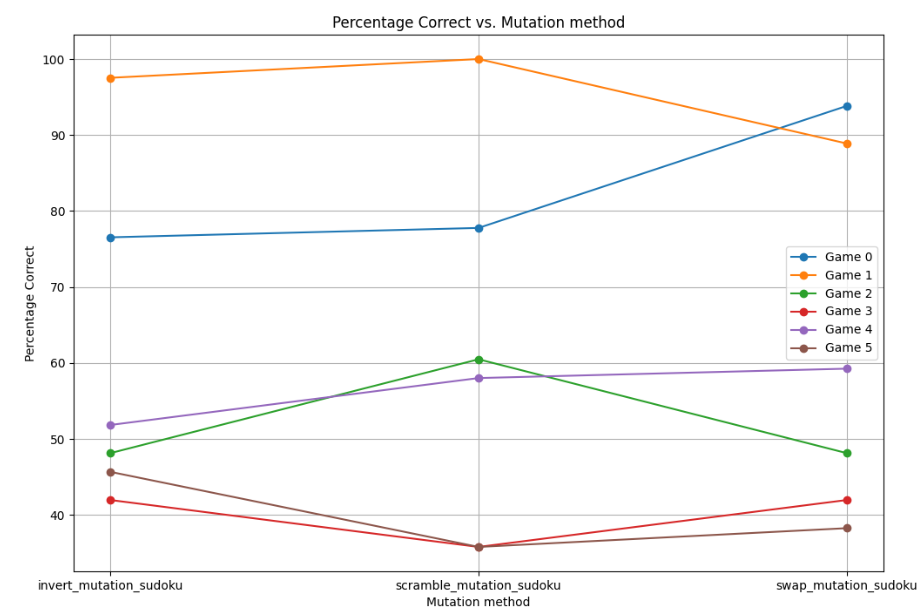 Percentage Correct vs. Mutation method
100
90
80
70
60
50
40
Percentage Correct
Game 0
Game 1
Game 2
Game 3
Game 4
Game 5
invert_mutation_sudoku
scramble_mutation_sudoku
swap_mutation_sudoku
Mutation method